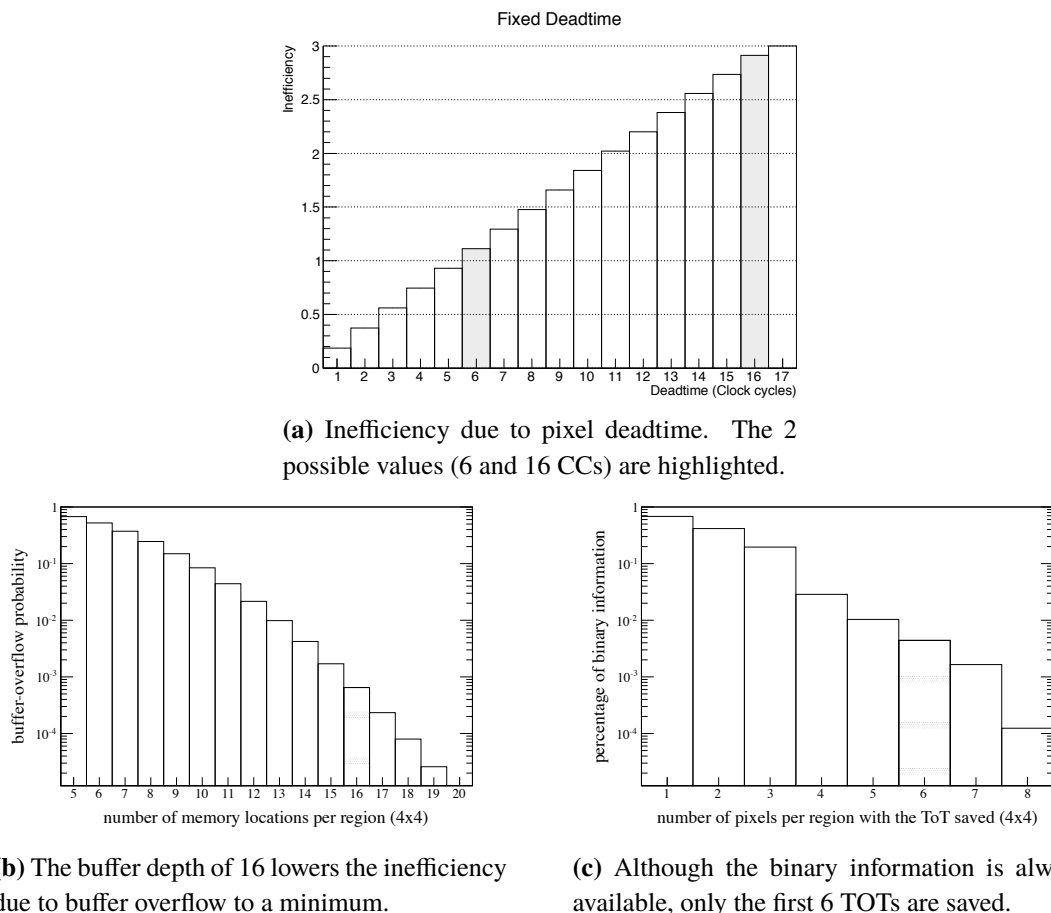 Fixed Deadtime
Inefficiency
3
2.5
2
1.5
1
0.5
0
1 2 3 4 5 6 7 8 9 10 11 12 13 14 15 16 17
Deadtime (Clock cycles)
(a) Inefficiency due to pixel deadtime. The 2
possible values (6 and 16 CCs) are highlighted.
buffer-overflow probability
1
10^-1
10^-2
10^-3
10^-4
5 6 7 8 9 10 11 12 13 14 15 16 17 18 19 20
number of memory locations per region (4x4)
(b) The buffer depth of 16 lowers the inefficiency
due to buffer overflow to a minimum.
percentage of binary information
1
10^-1
10^-2
10^-3
10^-4
1 2 3 4 5 6 7 8
number of pixels per region with the ToT saved (4x4)
(c) Although the binary information is alw
available, only the first 6 TOTs are saved.